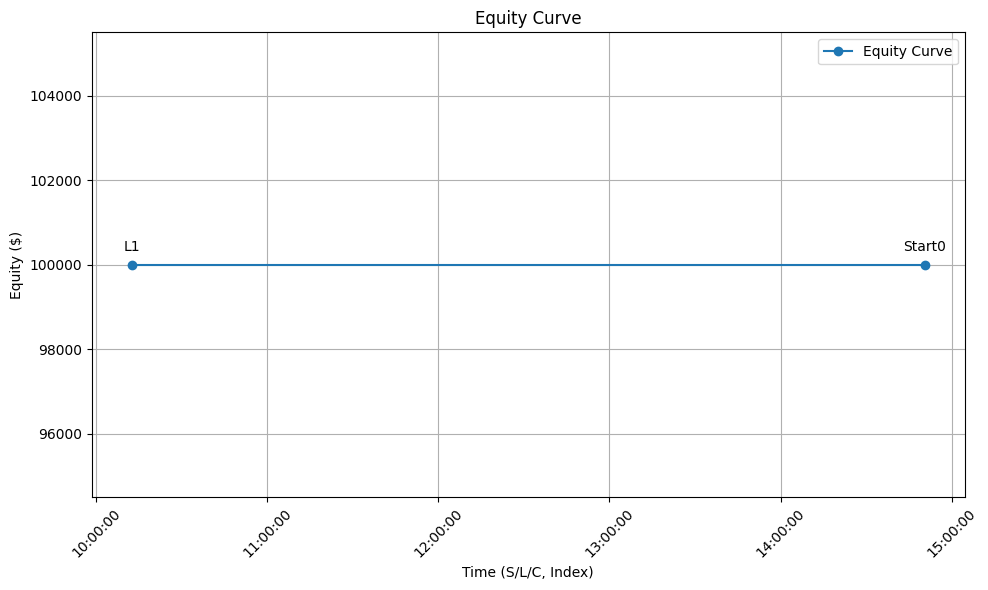 Equity Curve
Equity Curve
104000
102000
100000
98000
96000
L1
Start0
Equity ($)
10:00:00
11:00:00
12:00:00
13:00:00
14:00:00
15:00:00
Time (S/L/C, Index)